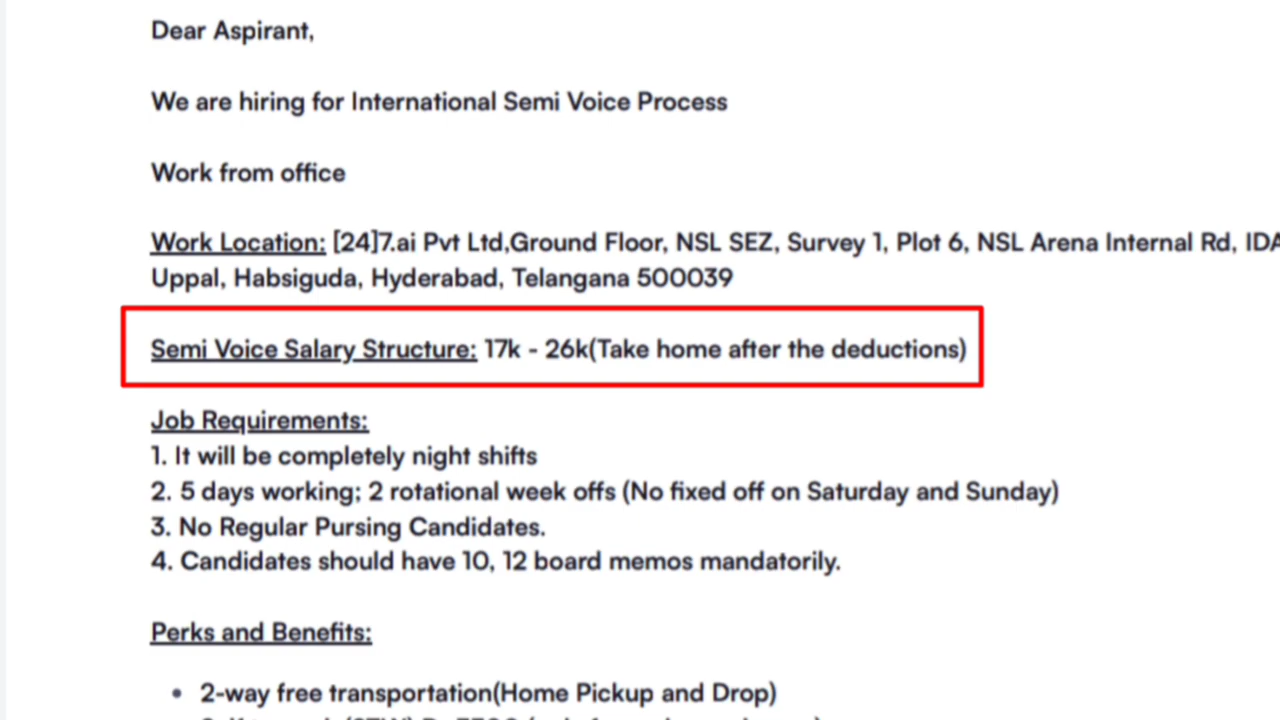 Dear Aspirant,
We are hiring for International Semi Voice Process
Work from office
Work Location: [24]7.ai Pvt Ltd,Ground Floor, NSL SEZ, Survey 1, Plot 6, NSL Arena Internal Rd, IDA
Uppal, Habsiguda, Hyderabad, Telangana 500039
Semi Voice Salary Structure: 17k - 26k(Take home after the deductions)
Job Requirements:
1. It will be completely night shifts
2. 5 days working; 2 rotational week offs (No fixed off on Saturday and Sunday)
3. No Regular Pursing Candidates.
4. Candidates should have 10, 12 board memos mandatorily.
Perks and Benefits:
• 2-way free transportation(Home Pickup and Drop)